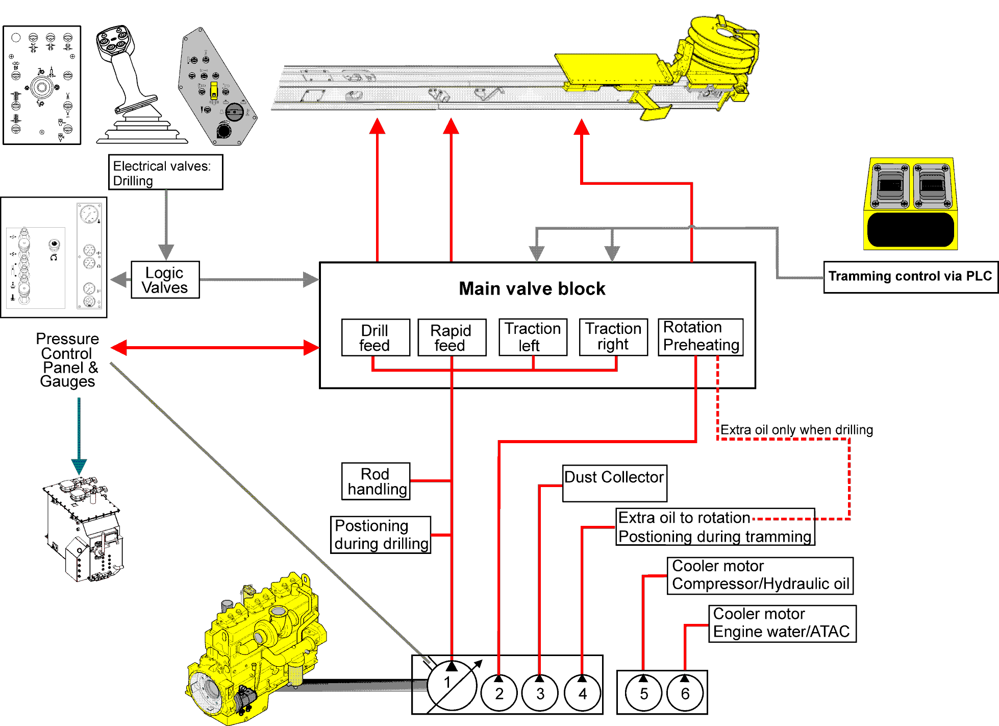 Electrical valves:
Drilling
Logic
Valves
Tramming control via PLC
Main valve block
Drill
feed
Rapid
feed
Traction
left
Traction
right
Rotation
Preheating
Pressure
Control
Panel &
Gauges
Extra oil only when drilling
Rod
handling
Dust Collector
Postioning
during drilling
Extra oil to rotation
Postioning during tramming
Cooler motor
Compressor/Hydraulic oil
Cooler motor
Engine water/ATAC
1
2
3
4
5
6